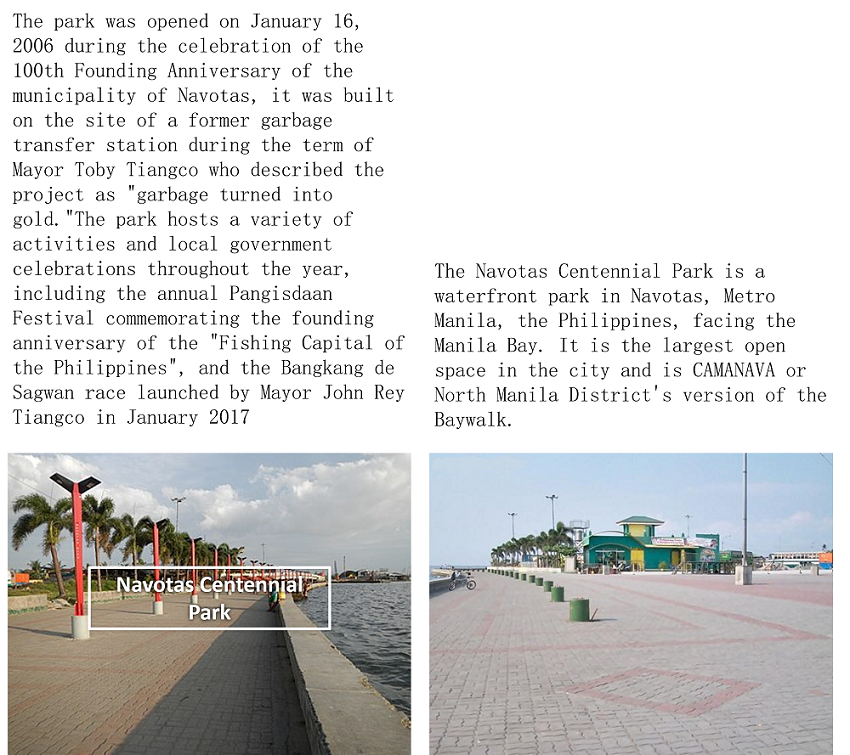 The park was opened on January 16,
2006 during the celebration of the
100th Founding Anniversary of the
municipality of Navotas, it was built
on the site of a former garbage
transfer station during the term of
Mayor Toby Tiangco who described the
project as "garbage turned into
gold."The park hosts a variety of
activities and local government
celebrations throughout the year,
including the annual Pangisdaan
Festival commemorating the founding
anniversary of the "Fishing Capital of
the Philippines", and the Bangkang de
Sagwan race launched by Mayor John Rey
Tiangco in January 2017
The Navotas Centennial Park is a
waterfront park in Navotas, Metro
Manila, the Philippines, facing the
Manila Bay. It is the largest open
space in the city and is CAMANAVA or
North Manila District's version of the
Baywalk.
Navotas Centennial
Park